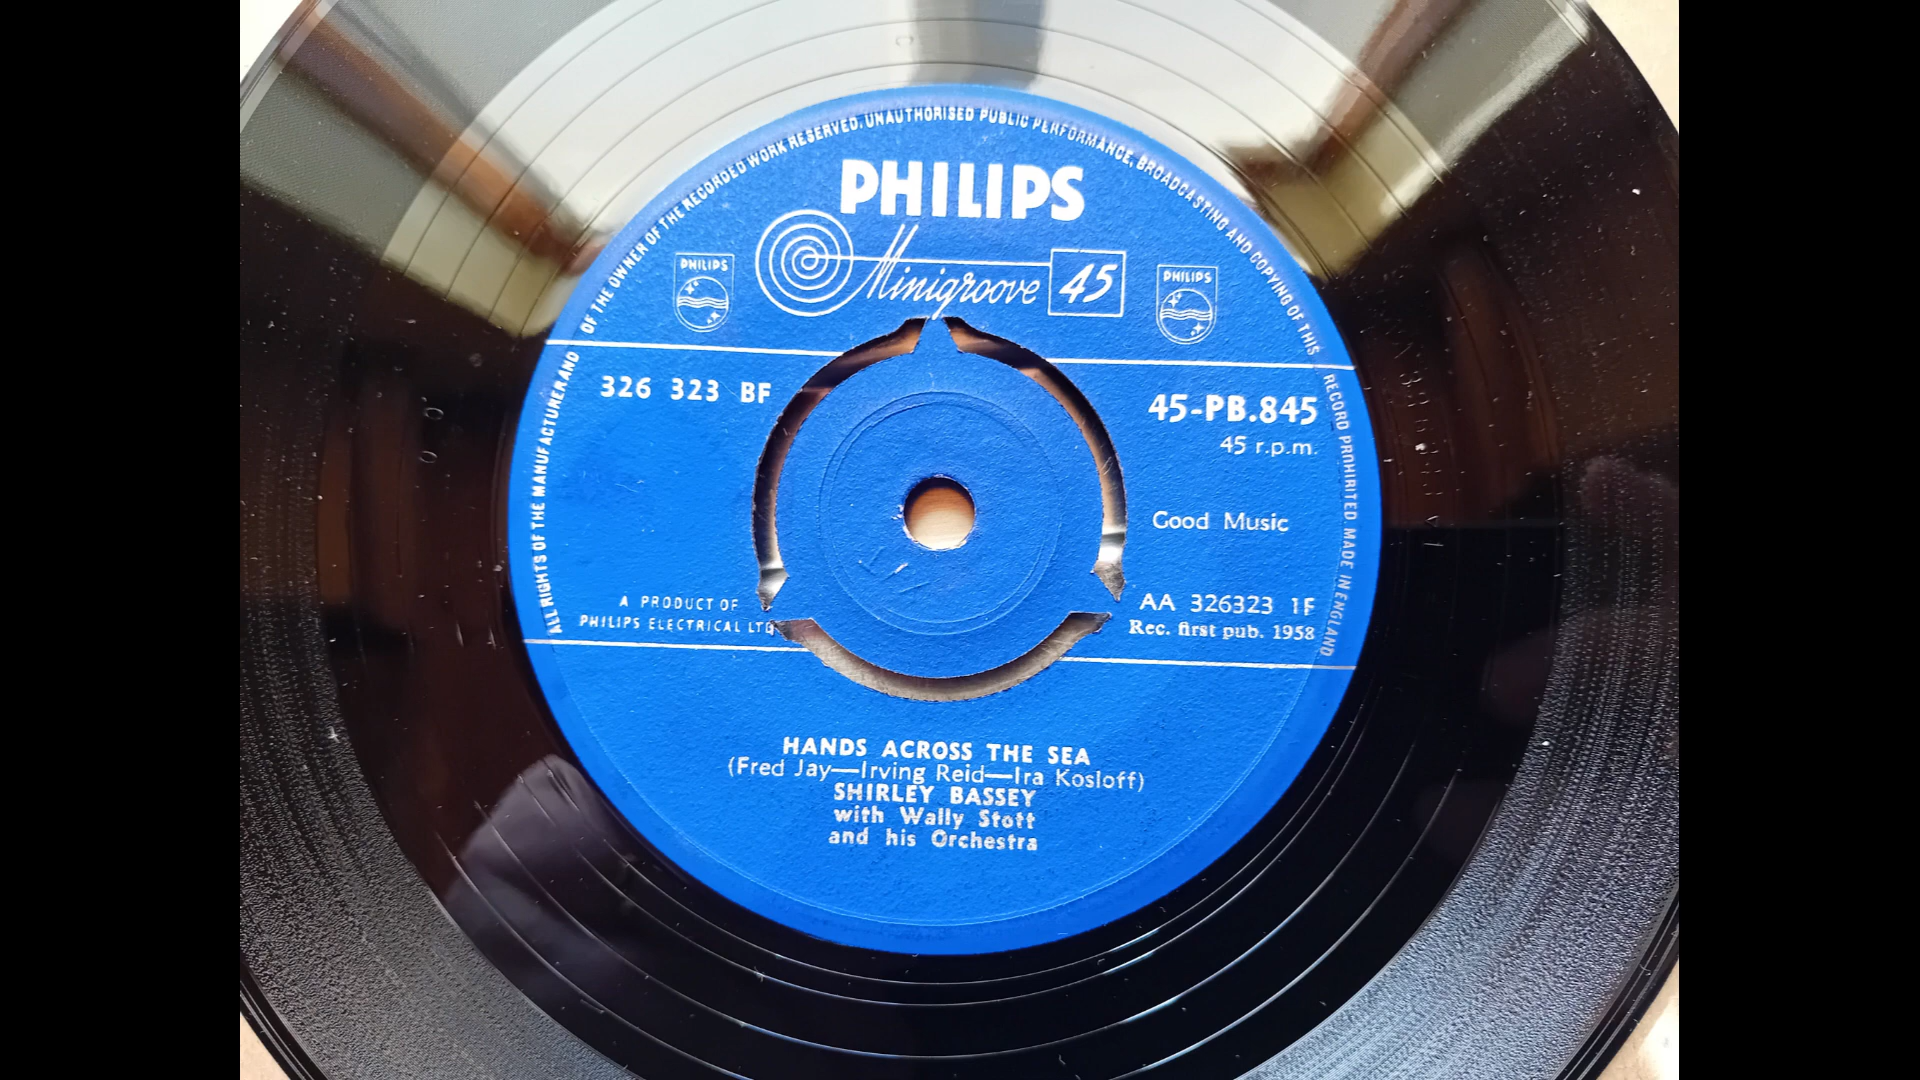 ALL RIGHTS OF THE MANUFACTURER AND OF THE OWNER OF THE RECORDED WORK RESERVED. UNAUTHORISED PUBLIC PERFORMANCE, BROADCASTING AND COPYING OF THIS RECORD PROHIBITED MADE IN ENGLAND
PHILIPS
Minigroove 45
PHILIPS
PHILIPS
326 323 BF
45-PB.845
45 r.p.m.
Good Music
A PRODUCT OF
PHILIPS ELECTRICAL LTD
AA 326323 1F
Rec. first pub. 1958
HANDS ACROSS THE SEA
(Fred Jay—Irving Reid—Ira Kosloff)
SHIRLEY BASSEY
with Wally Stott
and his Orchestra